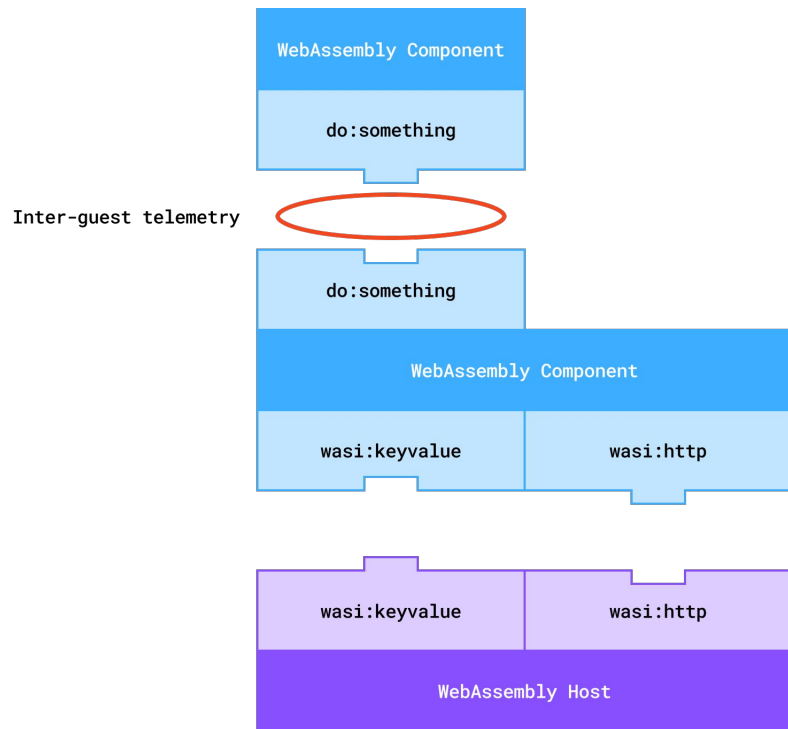 WebAssembly Component
do:something
Inter-guest telemetry
do:something
WebAssembly Component
wasi:keyvalue
wasi:http
wasi:keyvalue
wasi:http
WebAssembly Host